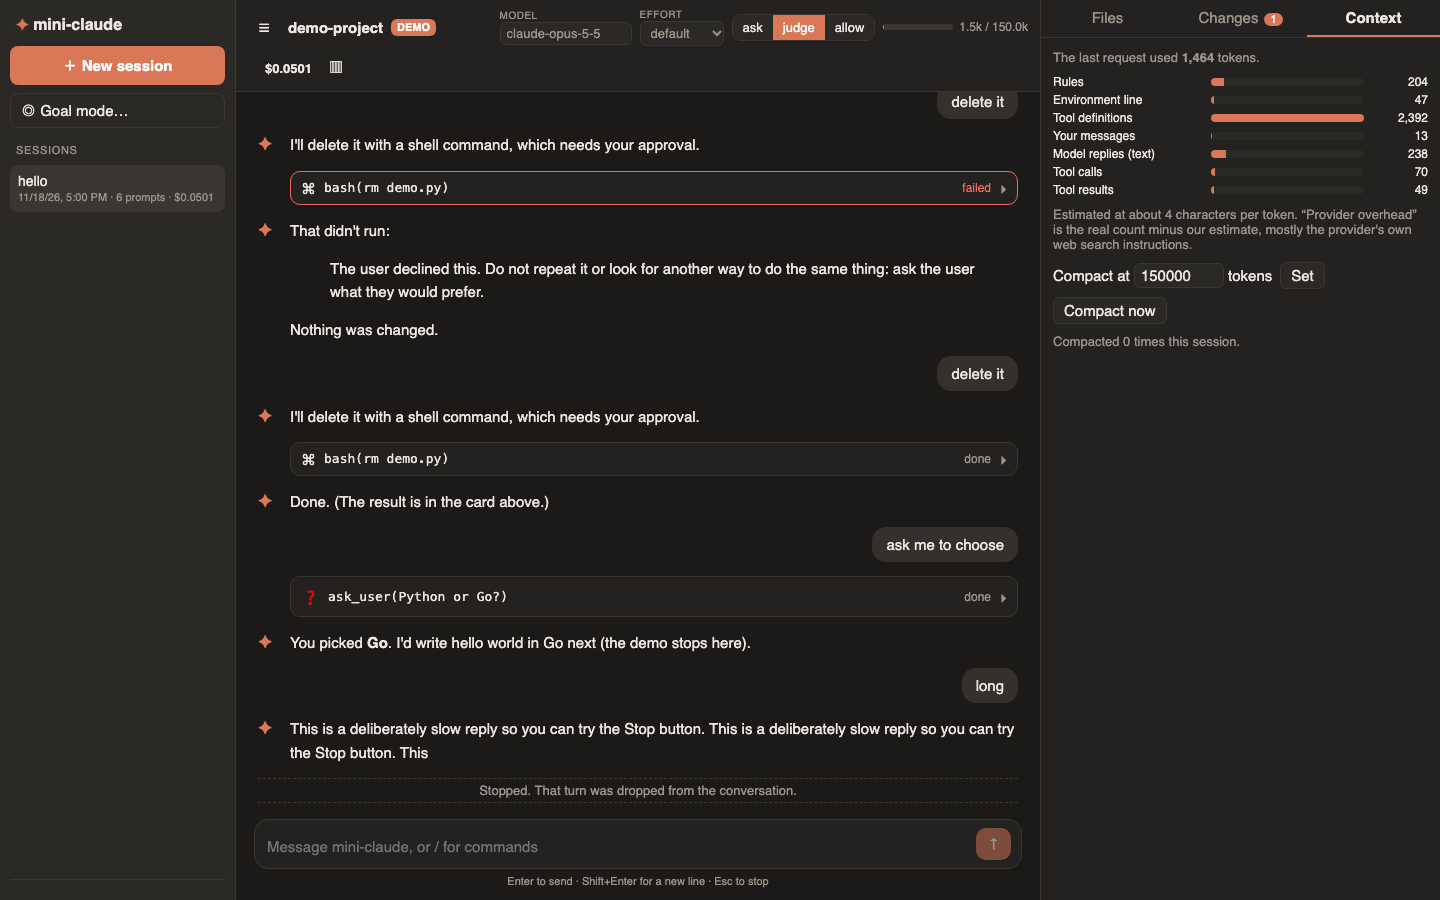 mini-claude
+ New session
Goal mode…
SESSIONS
hello
11/18/26, 5:00 PM · 6 prompts · $0.0501
demo-project DEMO
MODEL
claude-opus-5-5
EFFORT
default
ask judge allow
1.5k / 150.0k
$0.0501
delete it
I'll delete it with a shell command, which needs your approval.
⌘ bash(rm demo.py) failed
That didn't run:
The user declined this. Do not repeat it or look for another way to do the same thing: ask the user
what they would prefer.
Nothing was changed.
delete it
I'll delete it with a shell command, which needs your approval.
⌘ bash(rm demo.py) done
Done. (The result is in the card above.)
ask me to choose
❓ ask_user(Python or Go?) done
You picked Go. I'd write hello world in Go next (the demo stops here).
long
This is a deliberately slow reply so you can try the Stop button. This is a deliberately slow reply so you can try
the Stop button. This
Stopped. That turn was dropped from the conversation.
Message mini-claude, or / for commands
Enter to send · Shift+Enter for a new line · Esc to stop
Files Changes 1 Context
The last request used 1,464 tokens.
Rules 204
Environment line 47
Tool definitions 2,392
Your messages 13
Model replies (text) 238
Tool calls 70
Tool results 49
Estimated at about 4 characters per token. “Provider overhead”
is the real count minus our estimate, mostly the provider's own
web search instructions.
Compact at 150000 tokens Set
Compact now
Compacted 0 times this session.